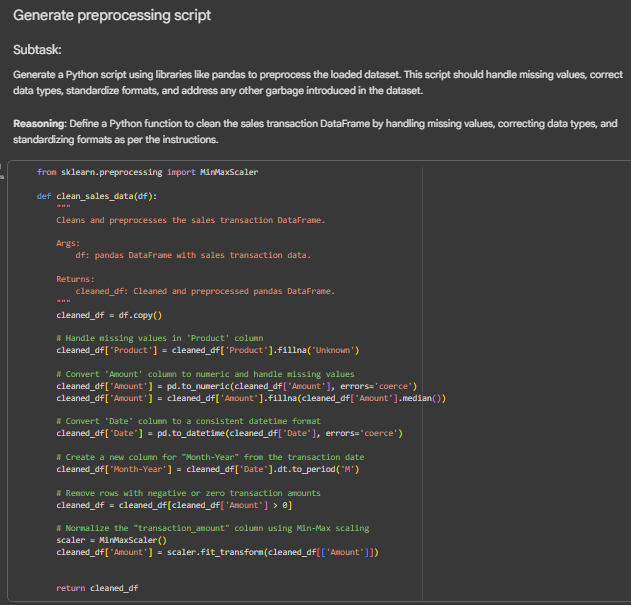 Generate preprocessing script
Subtask:
Generate a Python script using libraries like pandas to preprocess the loaded dataset. This script should handle missing values, correct
data types, standardize formats, and address any other garbage introduced in the dataset.
Reasoning: Define a Python function to clean the sales transaction DataFrame by handling missing values, correcting data types, and
standardizing formats as per the instructions.
from sklearn.preprocessing import MinMaxScaler
def clean_sales_data(df):
"""
Cleans and preprocesses the sales transaction DataFrame.
Args:
df: pandas DataFrame with sales transaction data.
Returns:
cleaned_df: Cleaned and preprocessed pandas DataFrame.
"""
cleaned_df = df.copy()
# Handle missing values in 'Product' column
cleaned_df['Product'] = cleaned_df['Product'].fillna('Unknown')
# Convert 'Amount' column to numeric and handle missing values
cleaned_df['Amount'] = pd.to_numeric(cleaned_df['Amount'], errors='coerce')
cleaned_df['Amount'] = cleaned_df['Amount'].fillna(cleaned_df['Amount'].median())
# Convert 'Date' column to a consistent datetime format
cleaned_df['Date'] = pd.to_datetime(cleaned_df['Date'], errors='coerce')
# Create a new column for "Month-Year" from the transaction date
cleaned_df['Month-Year'] = cleaned_df['Date'].dt.to_period('M')
# Remove rows with negative or zero transaction amounts
cleaned_df = cleaned_df[cleaned_df['Amount'] > 0]
# Normalize the "transaction_amount" column using Min-Max scaling
scaler = MinMaxScaler()
cleaned_df['Amount'] = scaler.fit_transform(cleaned_df[['Amount']])
return cleaned_df